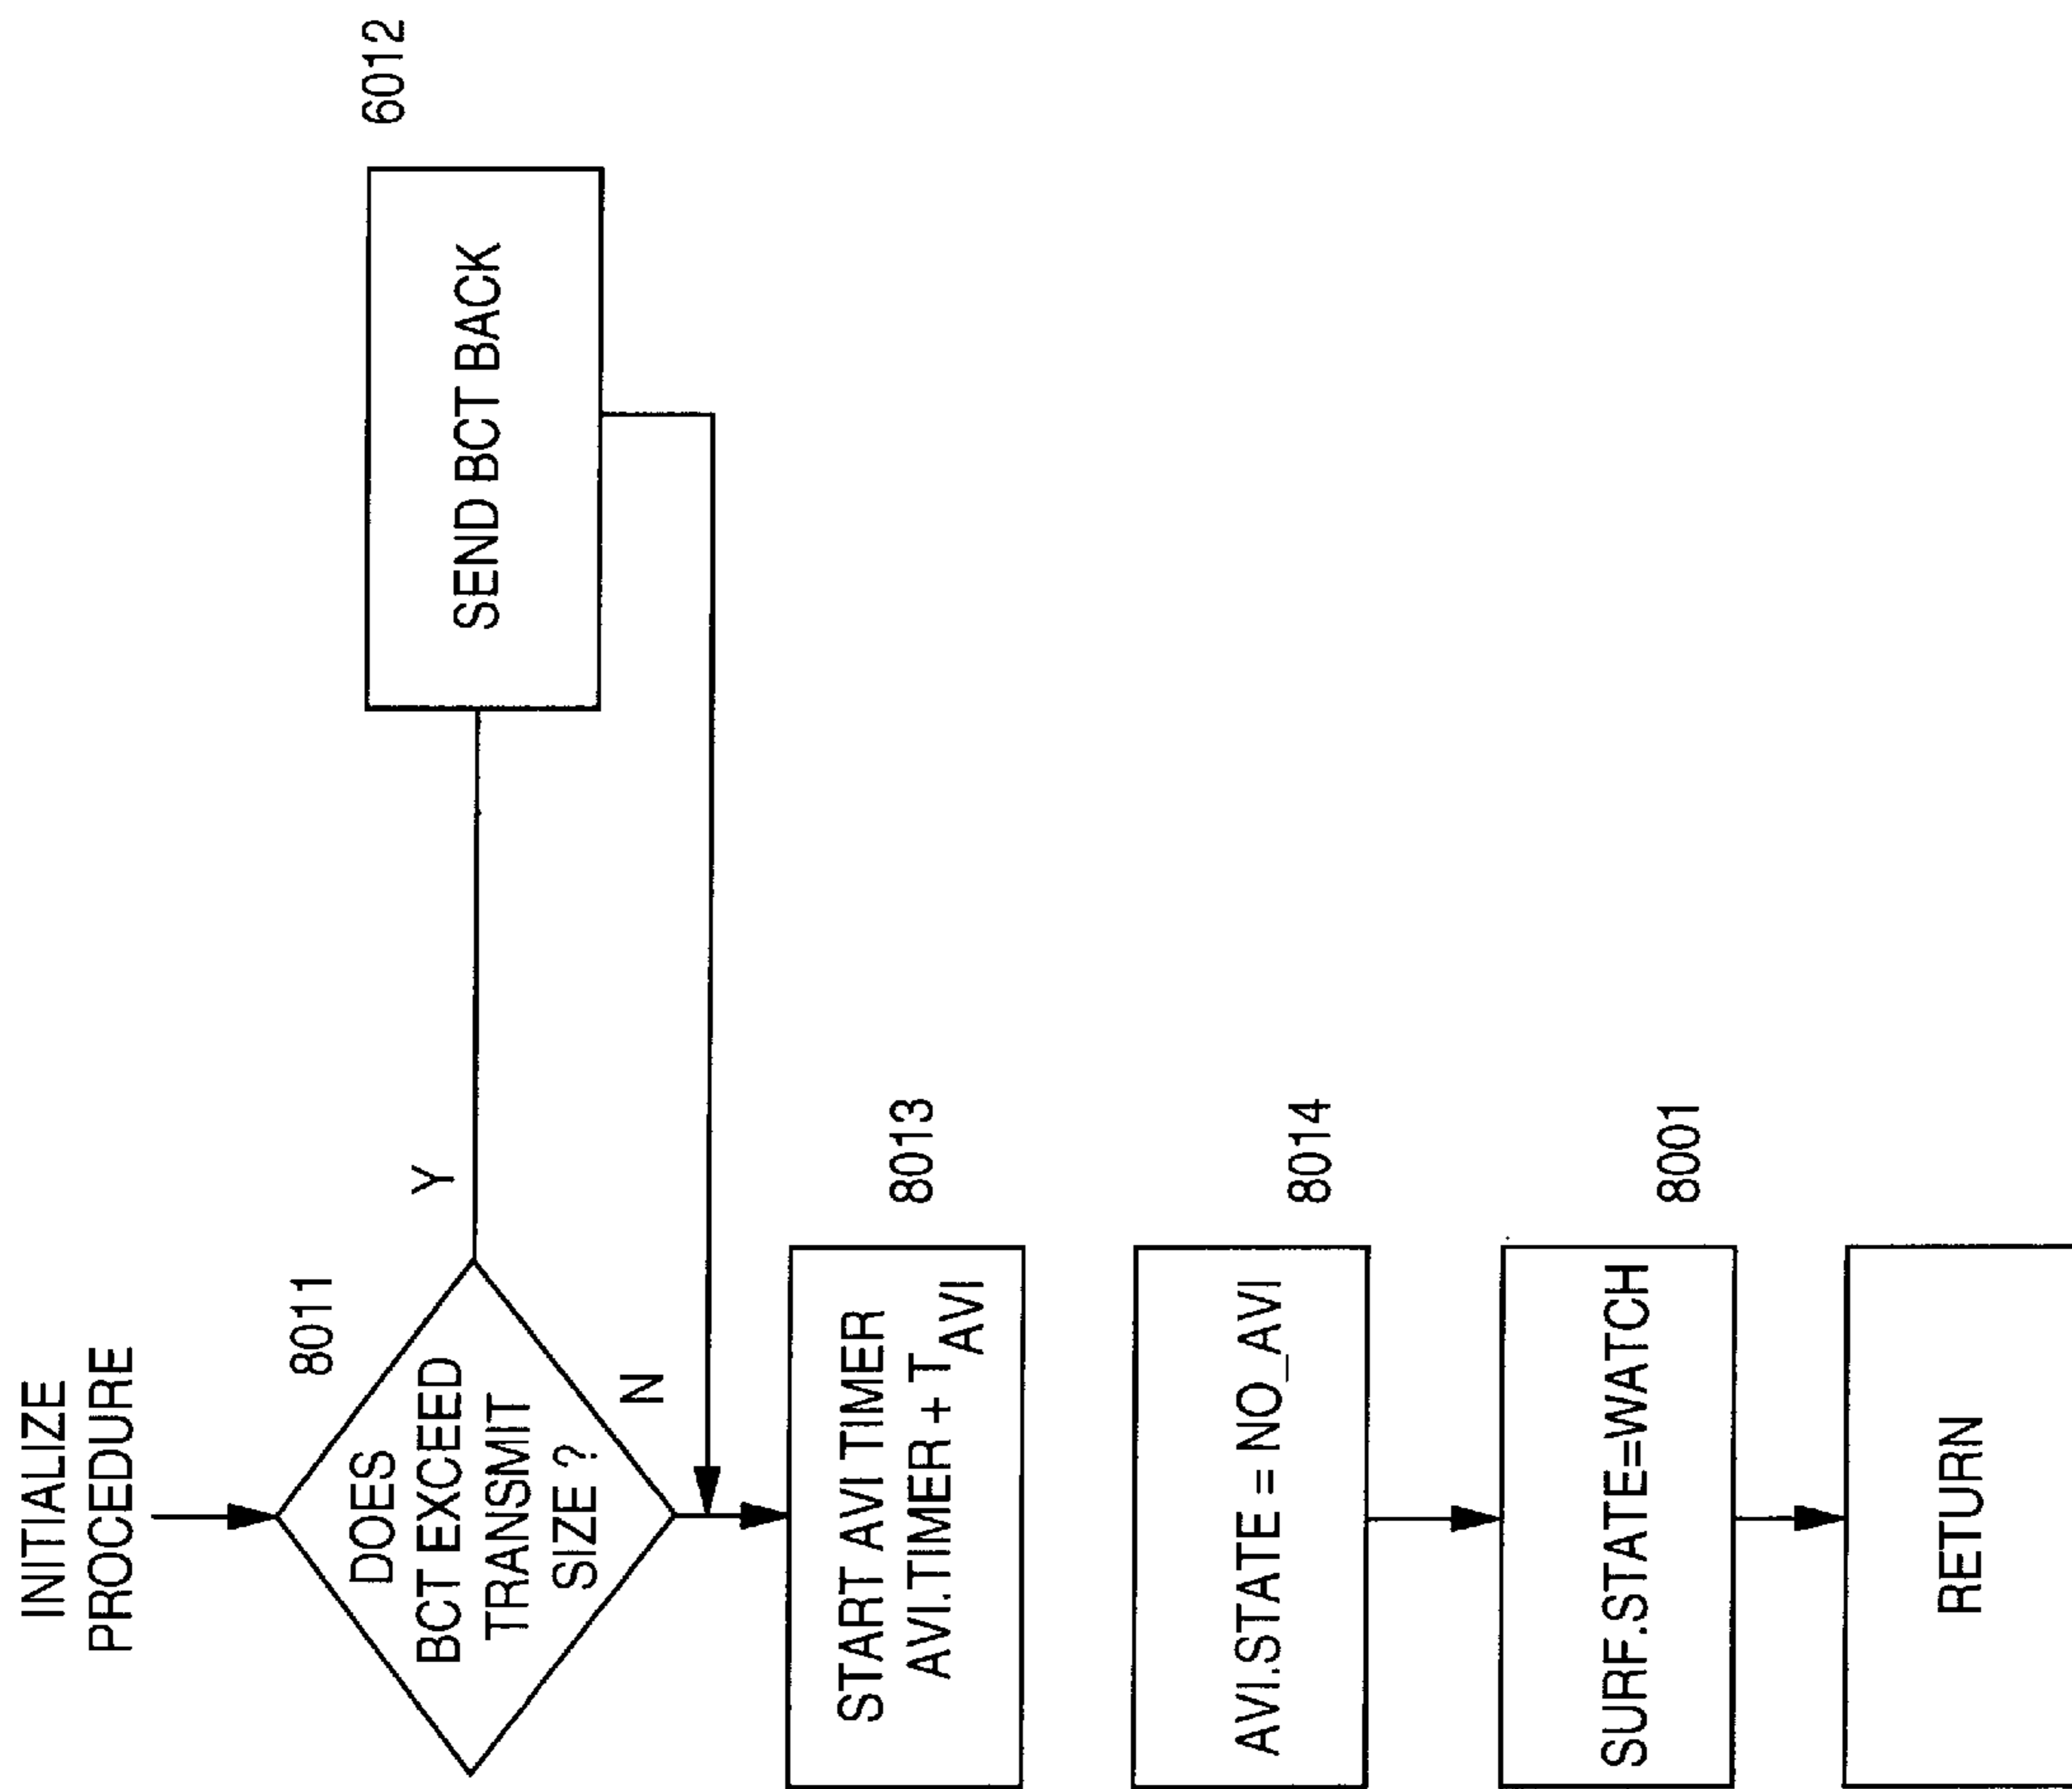 INITIALIZE
PROCEDURE
8011
DOES
BCT EXCEED
TRANSMIT
SIZE ?
Y
N
SEND BCT BACK
6012
START AVI TIMER
AVI.TIMER + T AVI
8013
AVI.STATE = NO_AVI
8014
SURF.STATE=WATCH
8001
RETURN